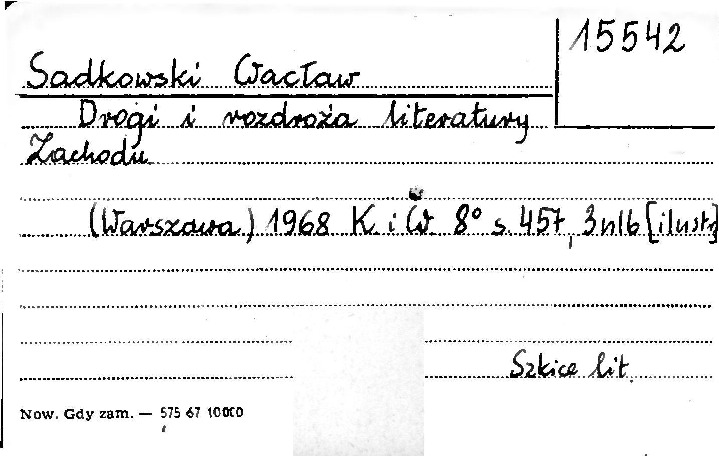 15542
Sadkowski Wacław
Drogi i rozdroża literatury
Zachodu
(Warszawa) 1968 K i W 8° s. 457, 3 nlb [ilustr]
Szkice lit.
Now. Gdy zam. — 575 67 10000